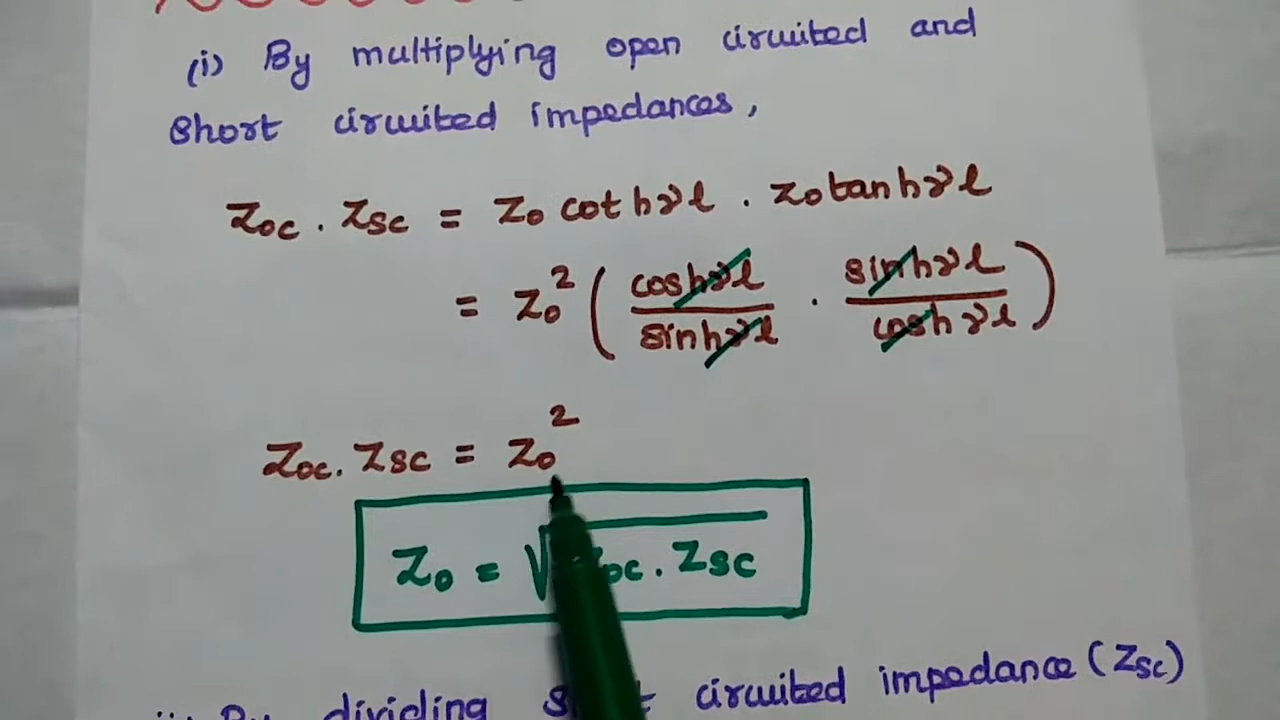 (i) By multiplying open circuited and
Short circuited impedances,
Zoc . Zsc = Z₀ coth γl . Z₀ tanh γl
= Z₀² ( cosh γl / sinh γl . sinh γl / cosh γl )
Zoc . Zsc = Z₀²
Z₀ = √ . Zsc
dividing circuited impedance (Zsc)